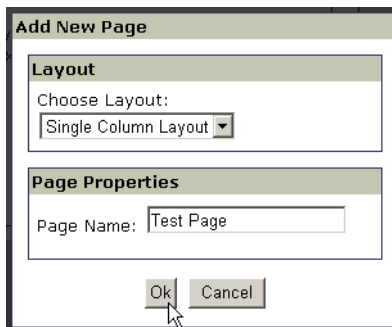 Add New Page
Layout
Choose Layout:
Single Column Layout
Page Properties
Page Name: Test Page
Ok Cancel